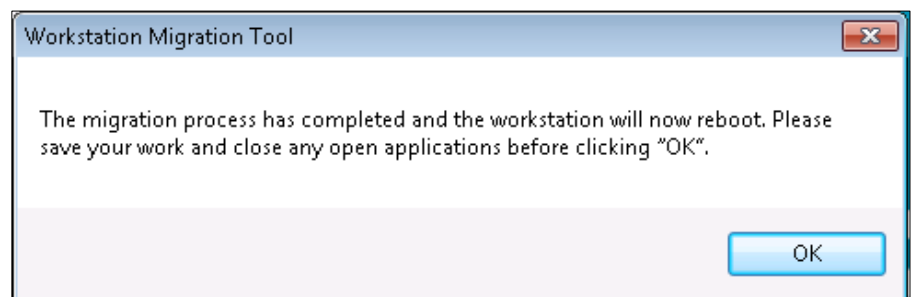 Workstation Migration Tool
The migration process has completed and the workstation will now reboot. Please
save your work and close any open applications before clicking "OK".
OK